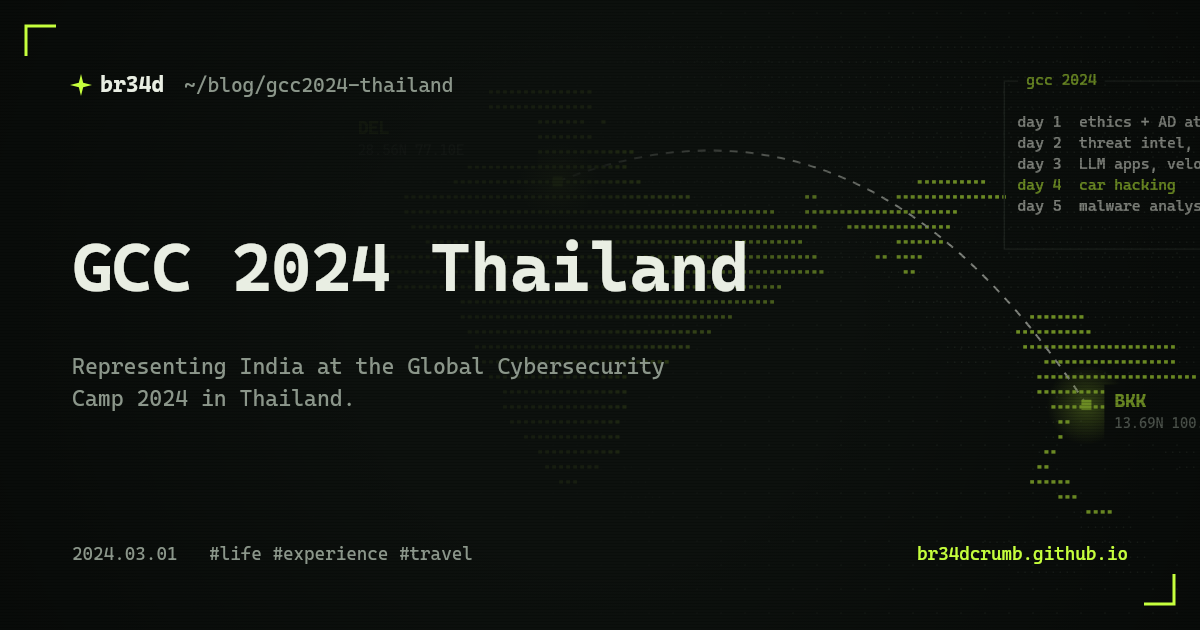 br34d ~/blog/gcc2024-thailand
gcc 2024
day 1 ethics + AD at
day 2 threat intel,
day 3 LLM apps, velo
day 4 car hacking
day 5 malware analys
DEL
GCC 2024 Thailand
Representing India at the Global Cybersecurity
Camp 2024 in Thailand.
BKK
13.69N 100
2024.03.01 #life #experience #travel
br34dcrumb.github.io